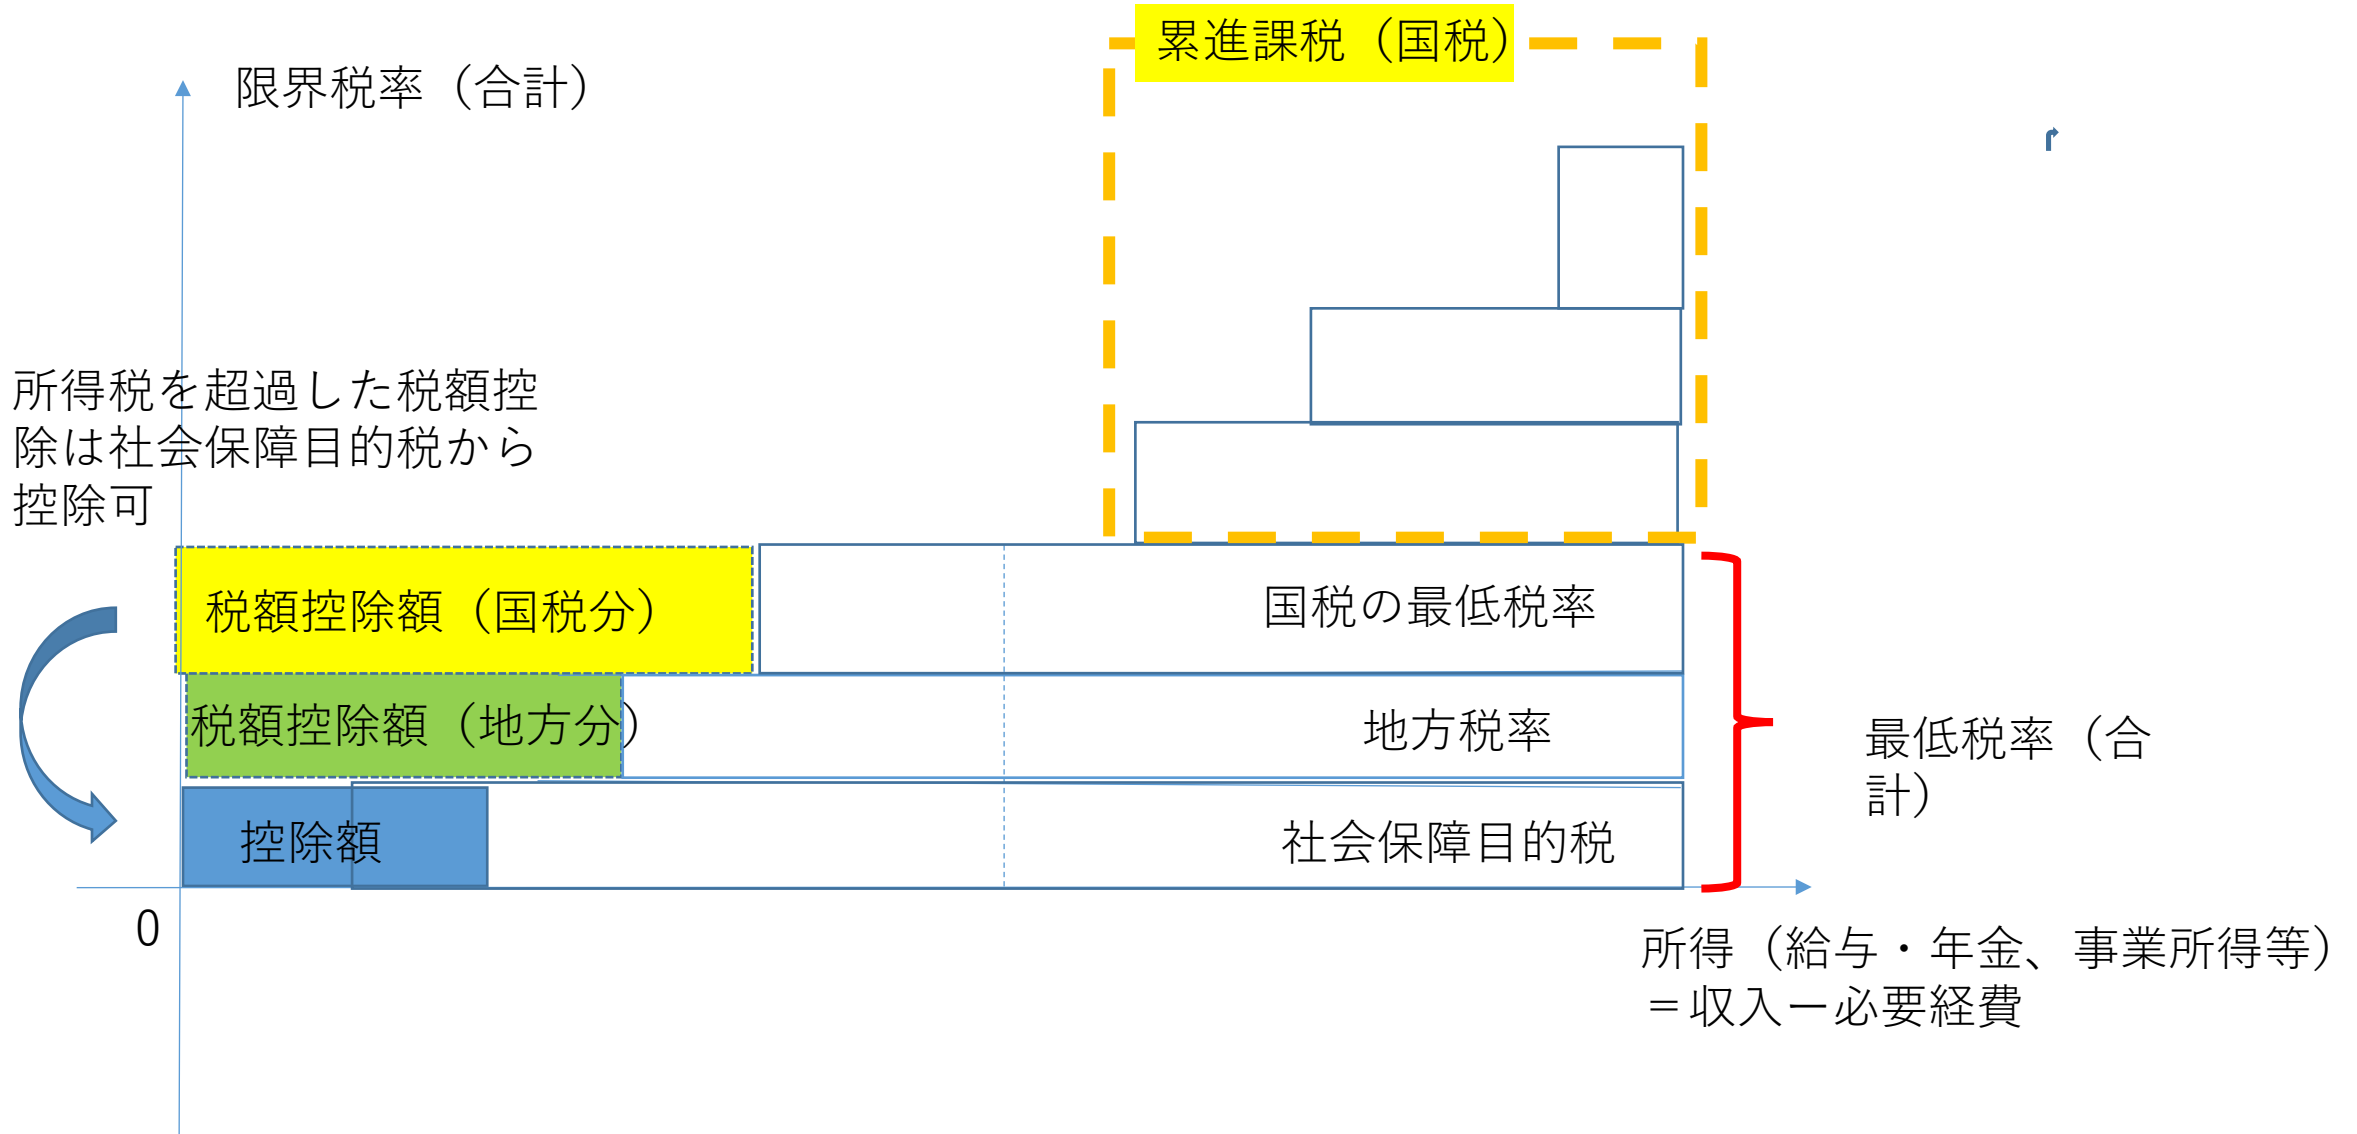 累進課税（国税）
限界税率（合計）
所得税を超過した税額控
除は社会保障目的税から
控除可
税額控除額（国税分）
国税の最低税率
税額控除額（地方分）
地方税率
最低税率（合
計）
控除額
社会保障目的税
0
所得（給与・年金、事業所得等）
＝収入ー必要経費